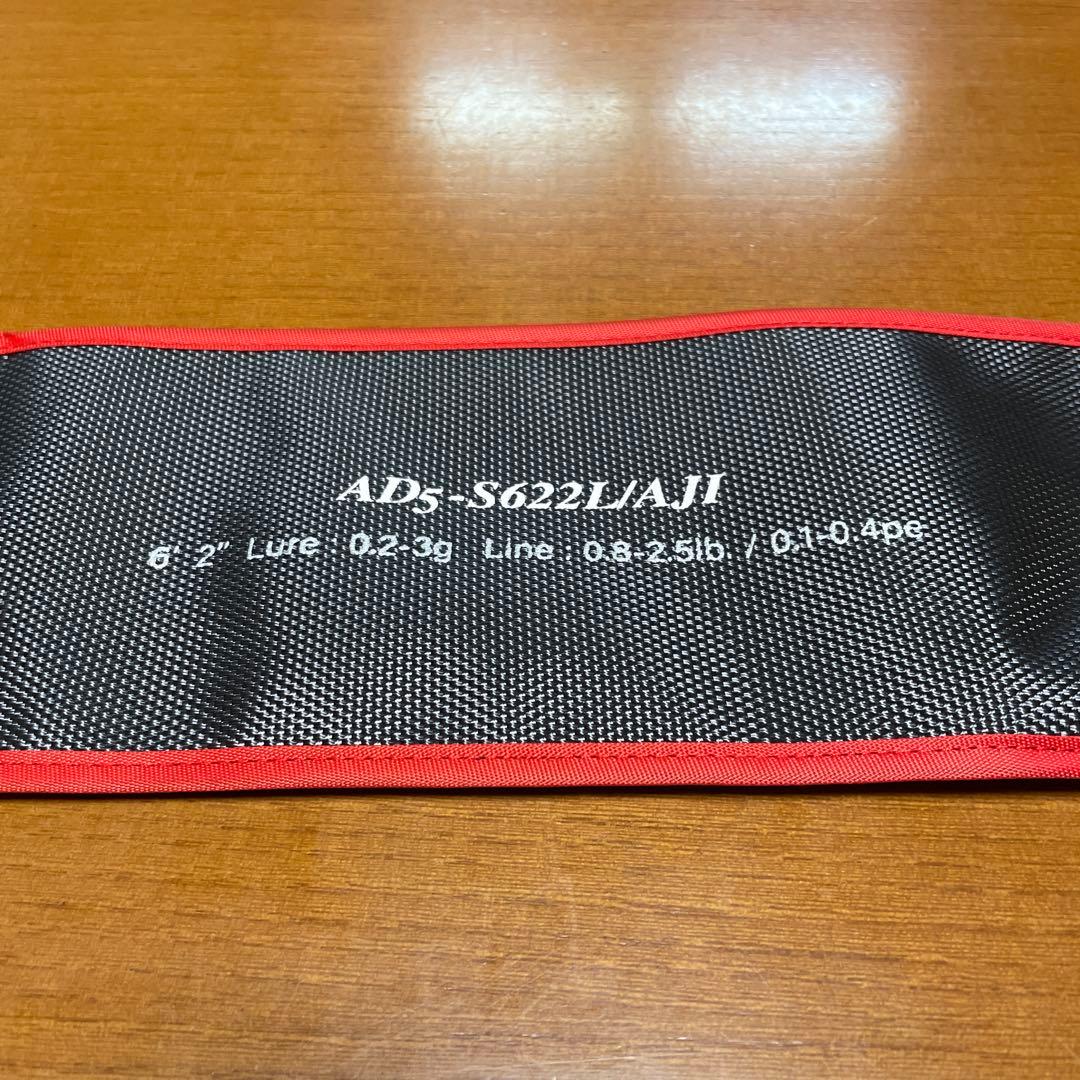 AD5-S622L/AJI
6' 2" Lure : 0.2-3g Line : 0.8-2.5lb. / 0.1-0.4pe